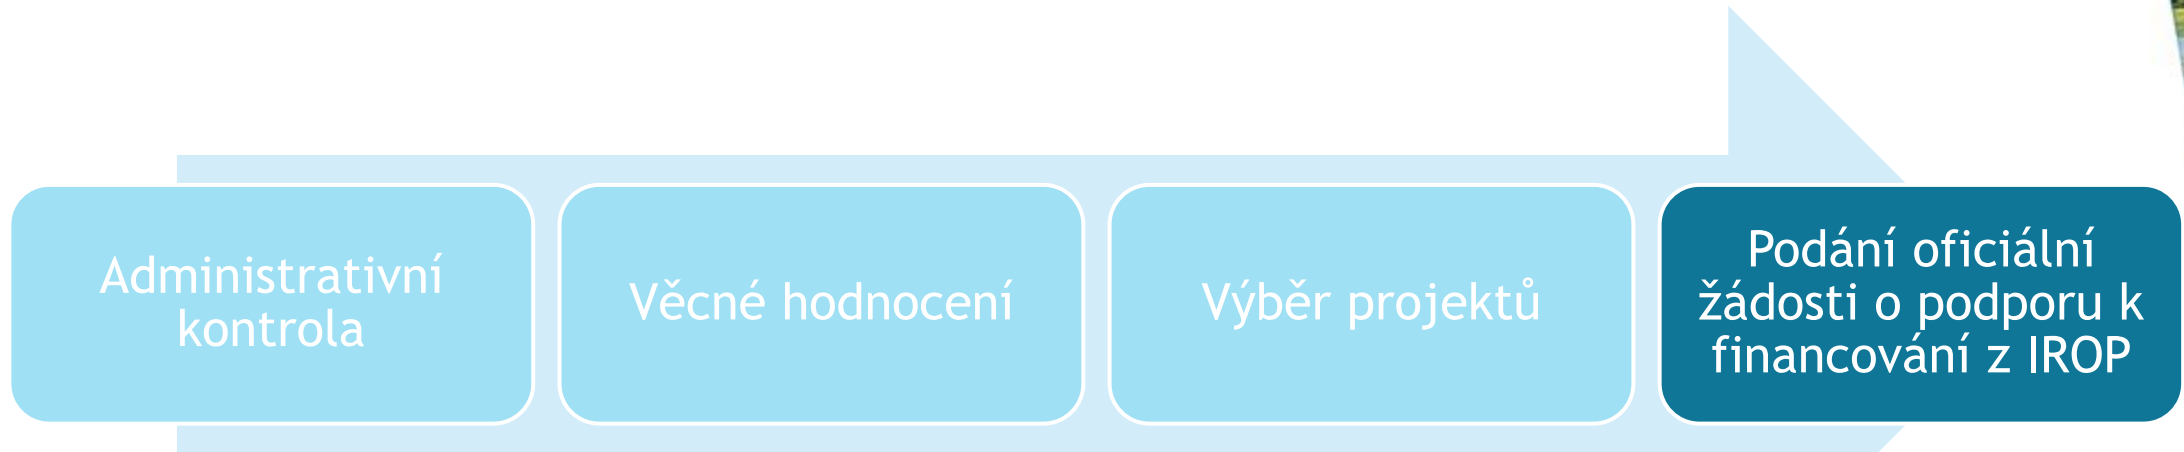 Administrativní
kontrola
Věcné hodnocení
Výběr projektů
Podání oficiální
žádosti o podporu k
financování z IROP